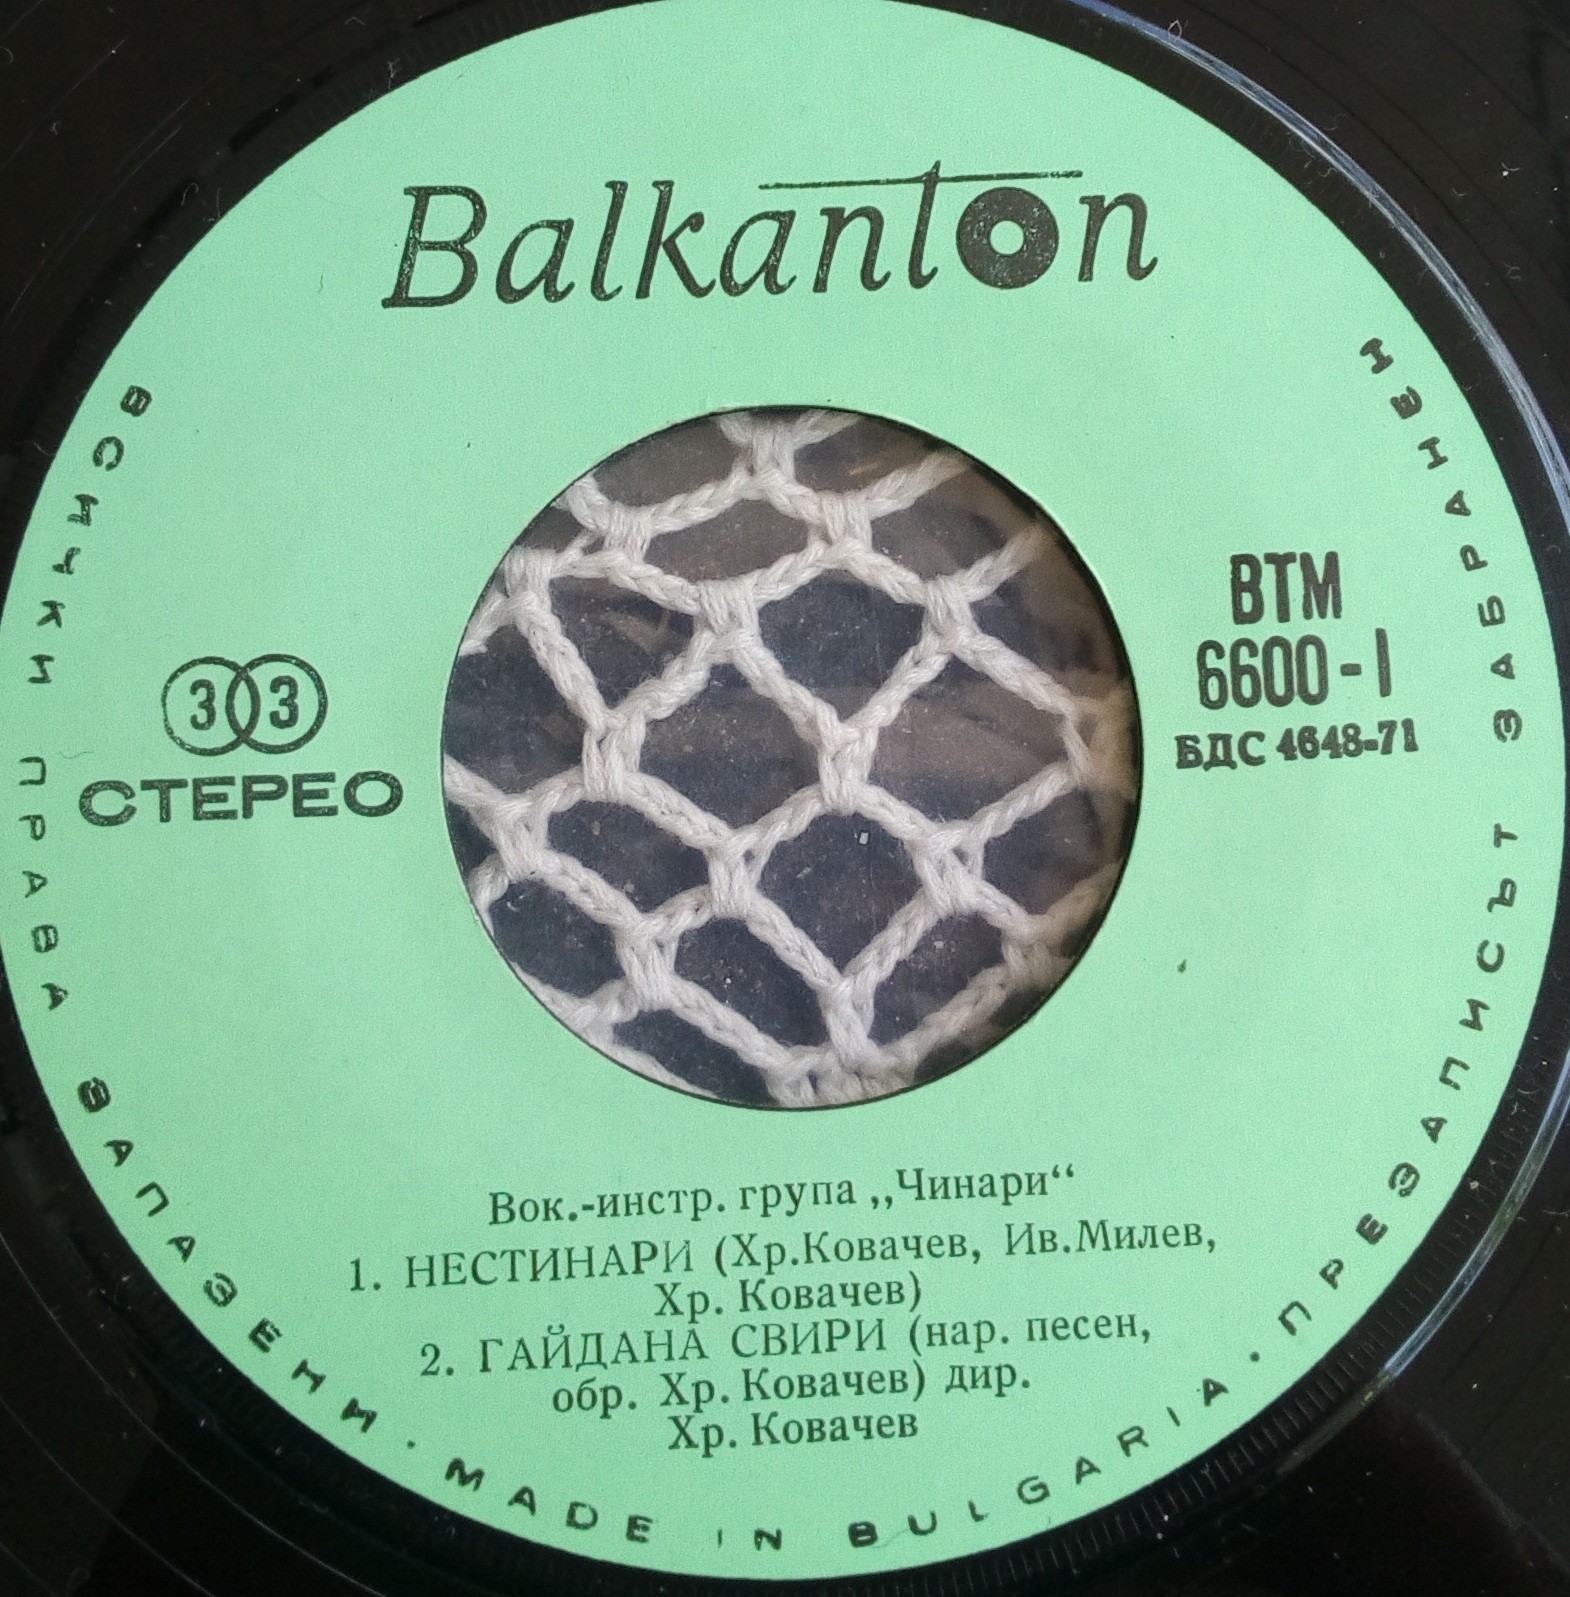 Balkanton
ВСИЧКИ ПРАВА ЗАПАЗЕНИ · MADE IN BULGARIA · ПРЕЗАПИСЪТ ЗАБРАНЕН
33
СТЕРЕО
ВТМ
6600-I
БДС 4648-71
Вок.-инстр. група „Чинари“
1. НЕСТИНАРИ (Хр.Ковачев, Ив.Милев,
Хр. Ковачев)
2. ГАЙДАНА СВИРИ (нар. песен,
обр. Хр. Ковачев) дир.
Хр. Ковачев